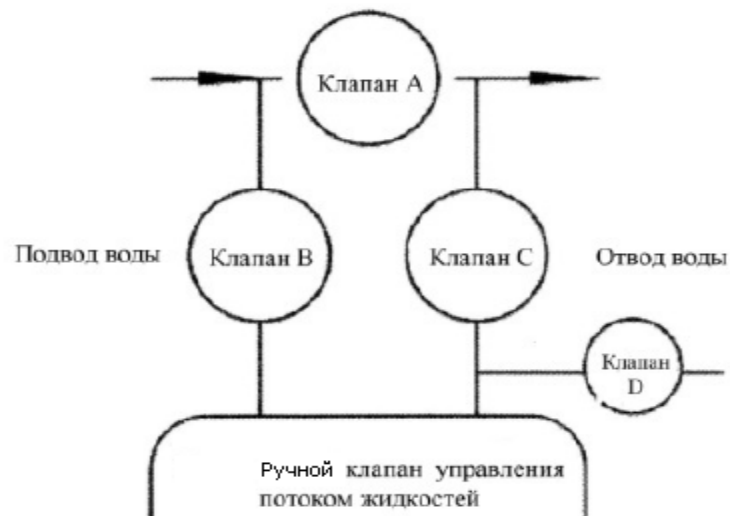 Клапан А
Подвод воды
Клапан В
Клапан С
Отвод воды
Клапан
D
Ручной клапан управления
потоком жидкостей